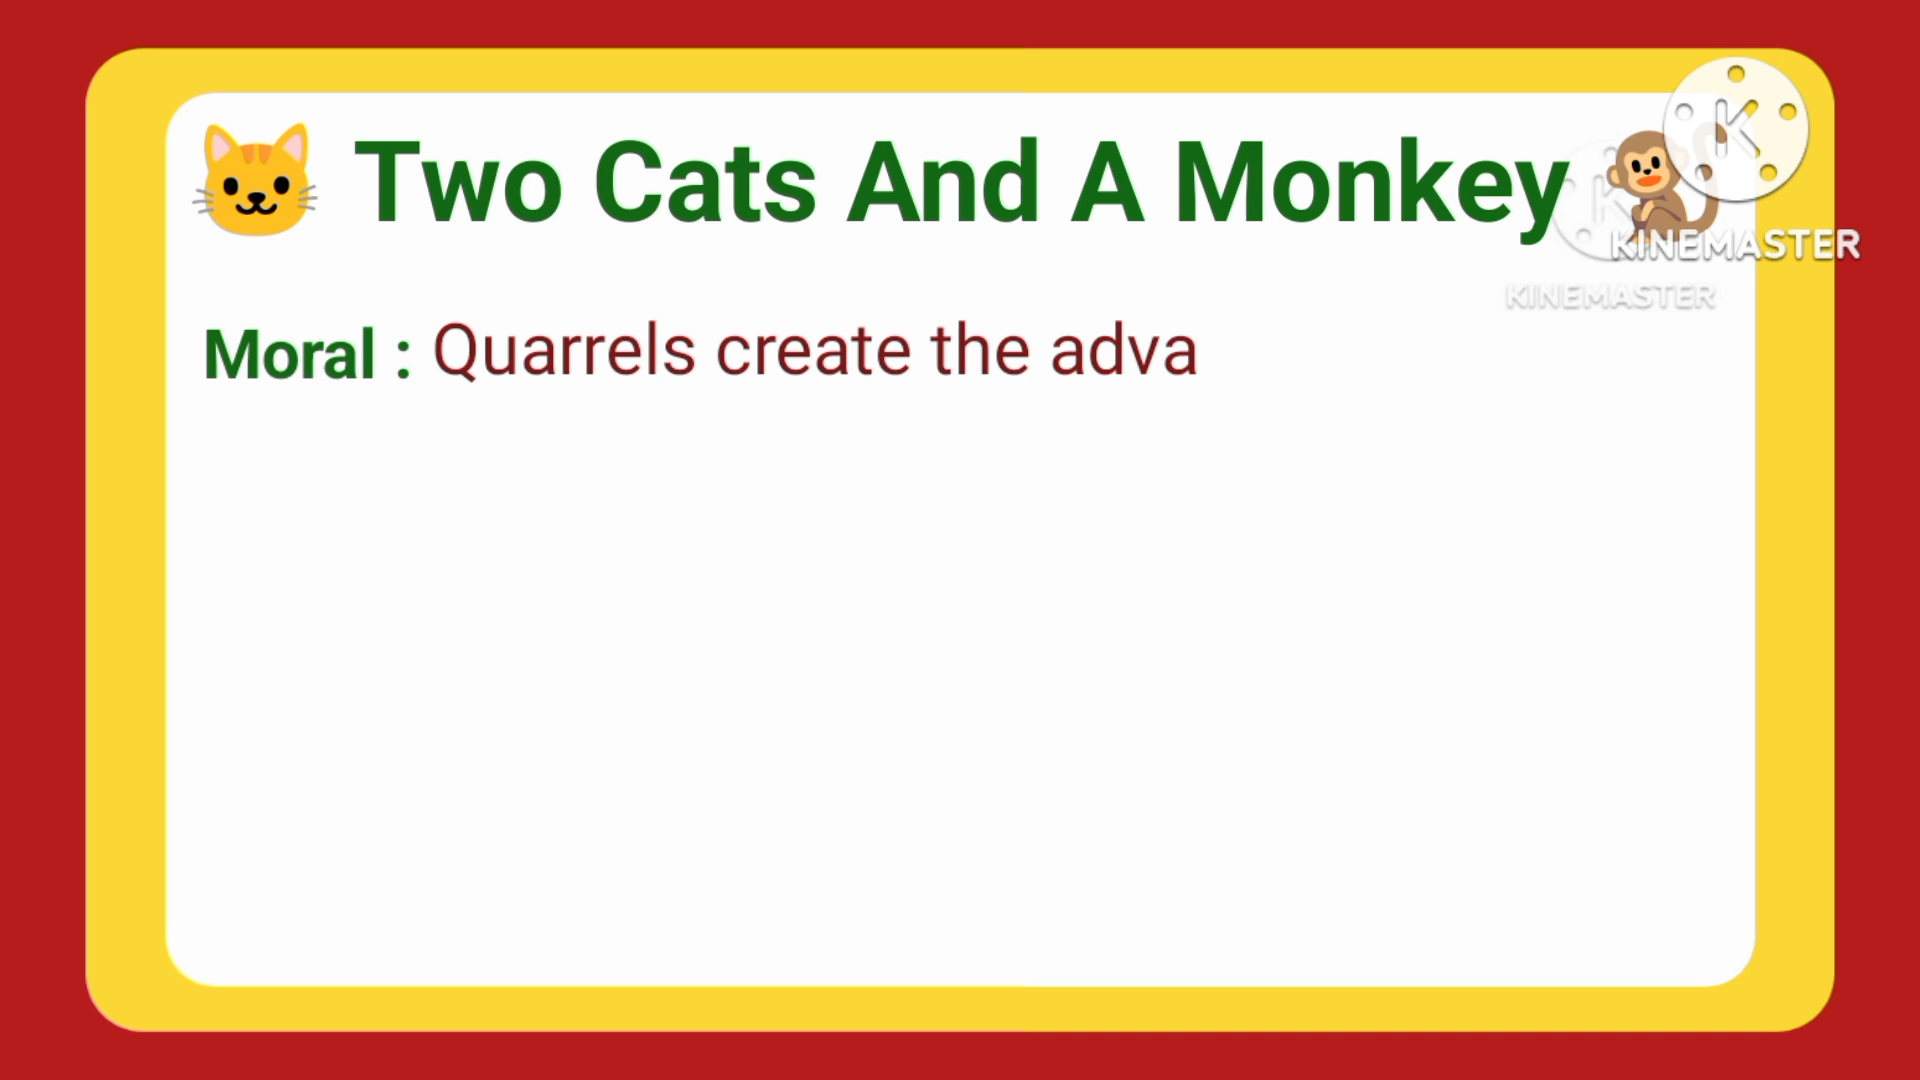 Two Cats And A Monkey
K
KINEMASTER
K
KINEMASTER
Moral : Quarrels create the adva